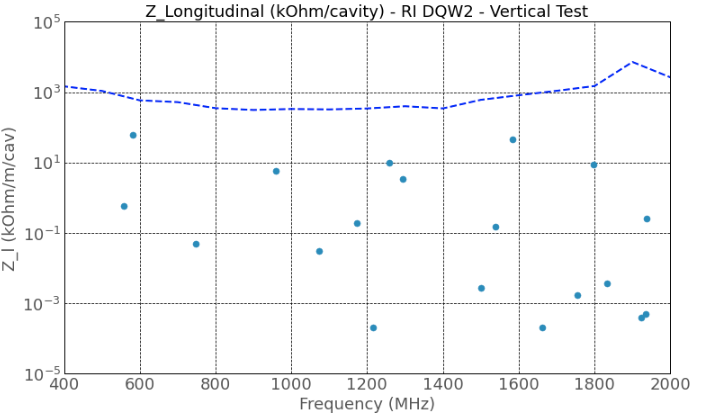 Z_Longitudinal (kOhm/cavity) - RI DQW2 - Vertical Test
Z_l (kOhm/m/cav)
10^5
10^3
10^1
10^−1
10^−3
10^−5
400 600 800 1000 1200 1400 1600 1800 2000
Frequency (MHz)